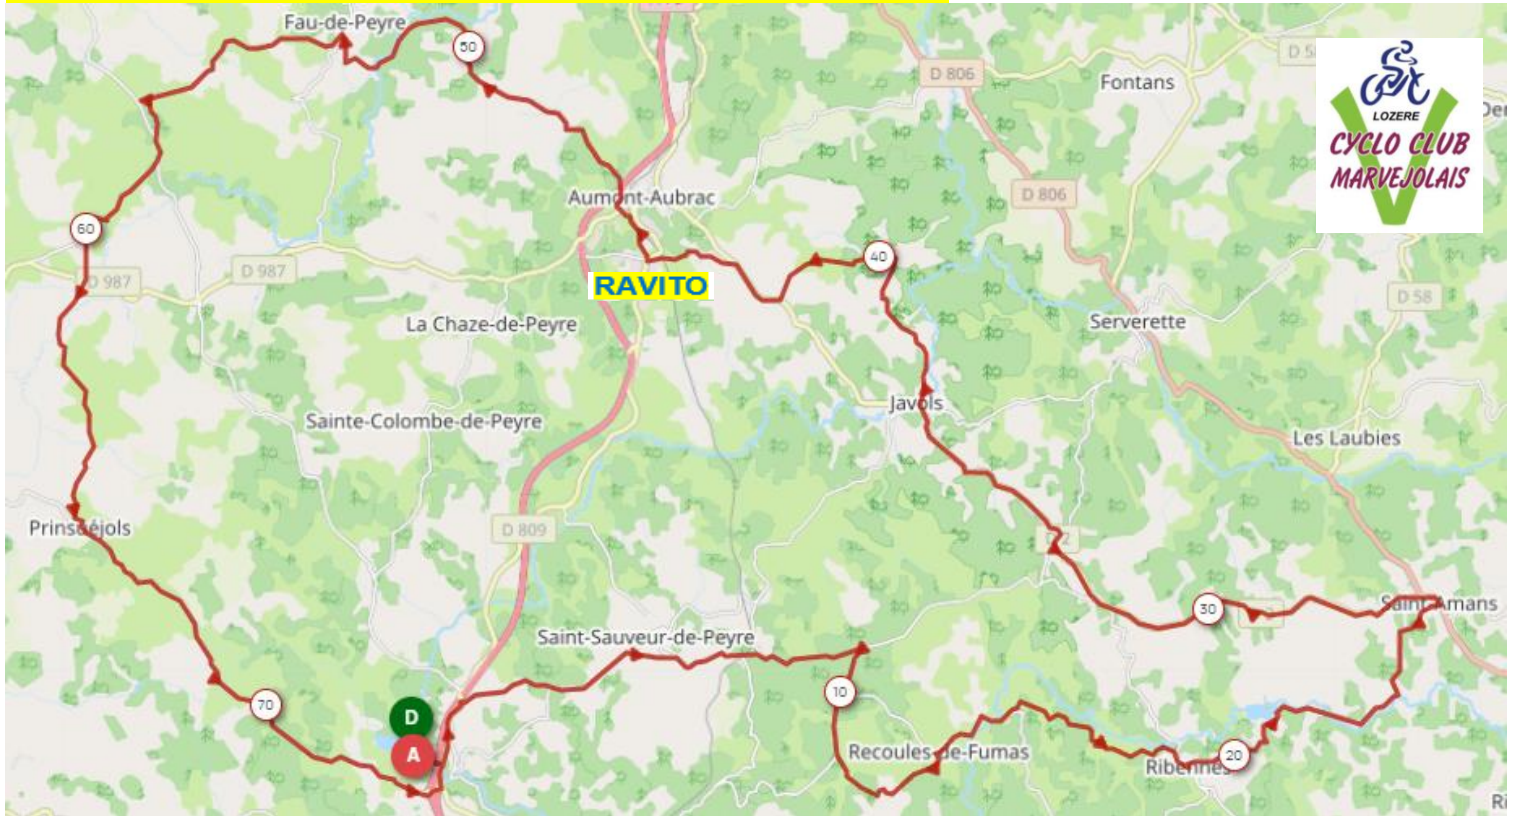 Fau-de-Peyre
50
D 806
Fontans
LOZERE
CYCLO CLUB
MARVEJOLAIS
Aumont-Aubrac
D 806
60
40
D 987
D 987
RAVITO
D 58
La Chaze-de-Peyre
Serverette
Javols
Sainte-Colombe-de-Peyre
Les Laubies
Prinsuéjols
D 809
30
Saint-Amans
Saint-Sauveur-de-Peyre
10
70
D
A
Recoules-de-Fumas
20
Ribennes